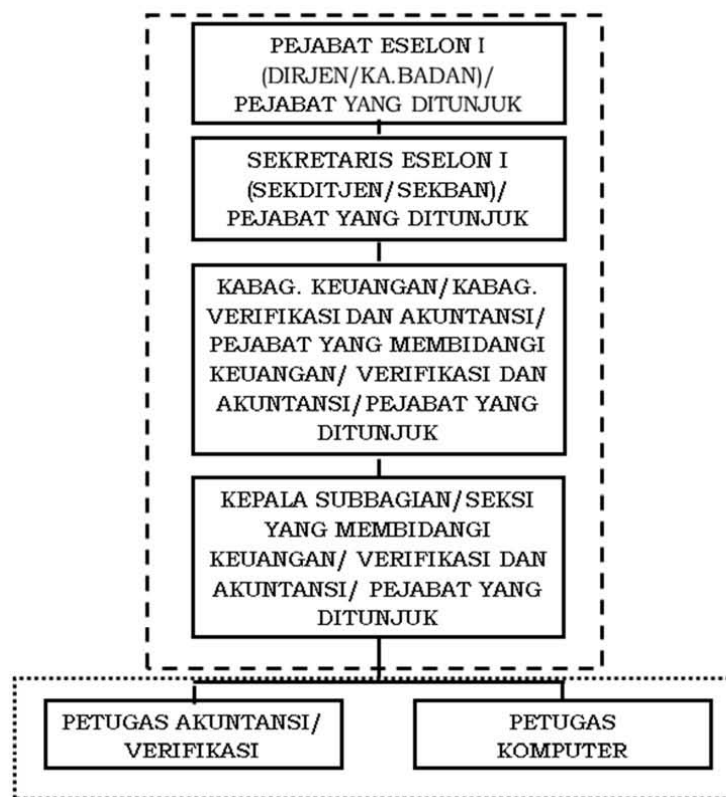 PEJABAT ESELON I
(DIRJEN/KA.BADAN)/
PEJABAT YANG DITUNJUK
SEKRETARIS ESELON I
(SEKDITJEN/SEKBAN)/
PEJABAT YANG DITUNJUK
KABAG. KEUANGAN/KABAG.
VERIFIKASI DAN AKUNTANSI/
PEJABAT YANG MEMBIDANGI
KEUANGAN/ VERIFIKASI DAN
AKUNTANSI/PEJABAT YANG
DITUNJUK
KEPALA SUBBAGIAN/SEKSI
YANG MEMBIDANGI
KEUANGAN/ VERIFIKASI DAN
AKUNTANSI/ PEJABAT YANG
DITUNJUK
PETUGAS AKUNTANSI/
VERIFIKASI
PETUGAS
KOMPUTER